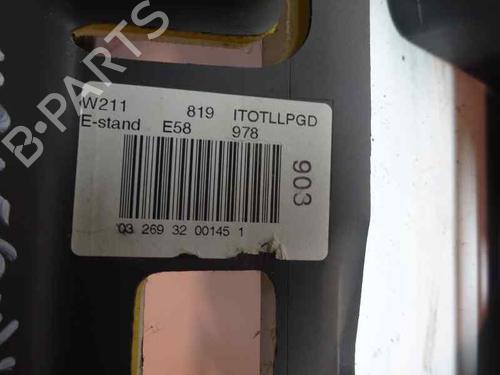 B-PARTS
W211 819 ITOTLLPGD
E-stand E58 978
903
03 269 32 00145 1